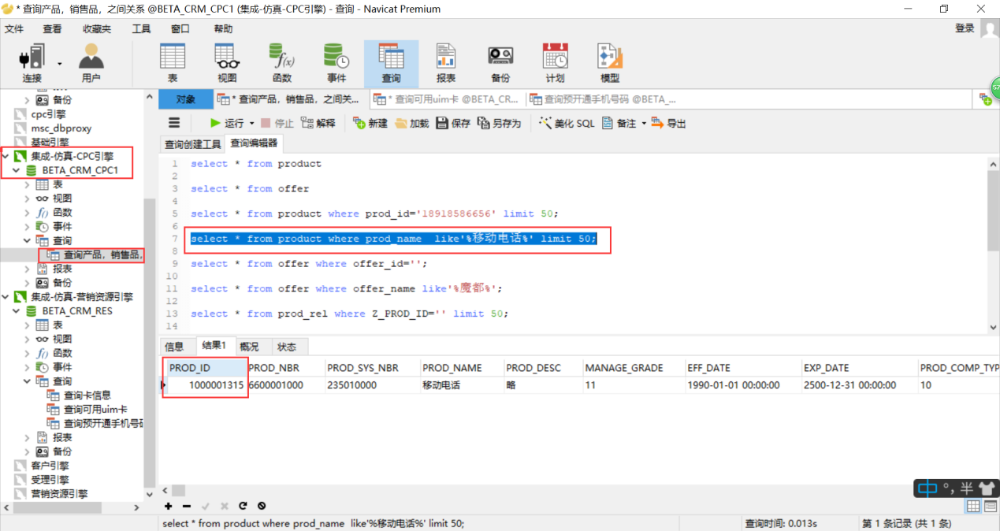 * 查询产品，销售品，之间关系 @BETA_CRM_CPC1 (集成-仿真-CPC引擎) - 查询 - Navicat Premium
文件 查看 收藏夹 工具 窗口 帮助 登录
连接 用户 表 视图 函数 事件 查询 报表 备份 计划 模型
对象 * 查询产品，销售品，之间关... * 查询可用uim卡 @BETA_CR... 查询预开通手机号码 @BETA_...
运行 停止 解释 新建 加载 保存 另存为 美化 SQL 备注 导出
查询创建工具 查询编辑器
备份
cpc引擎
msc_dbproxy
基础引擎
集成-仿真-CPC引擎
BETA_CRM_CPC1
表
视图
函数
事件
查询
查询产品，销售品，
报表
备份
集成-仿真-营销资源引擎
BETA_CRM_RES
表
视图
函数
事件
查询
查询卡信息
查询可用uim卡
查询预开通手机号码
报表
备份
客户引擎
受理引擎
营销资源引擎
1 select * from product
2
3 select * from offer
4
5 select * from product where prod_id='18918586656' limit 50;
6
7 select * from product where prod_name  like'%移动电话%' limit 50;
8
9 select * from offer where offer_id='';
10
11 select * from offer where offer_name like'%魔都%';
12
13 select * from prod_rel where Z_PROD_ID='' limit 50;
14
信息 结果1 概况 状态
PROD_ID PROD_NBR PROD_SYS_NBR PROD_NAME PROD_DESC MANAGE_GRADE EFF_DATE EXP_DATE PROD_COMP_TYP
1000001315 6600001000 235010000 移动电话 略 11 1990-01-01 00:00:00 2500-12-31 00:00:00 10
中 °, 半
select * from product where prod_name  like'%移动电话%' limit 50; 查询时间: 0.013s 第 1 条记录 (共 1 条)